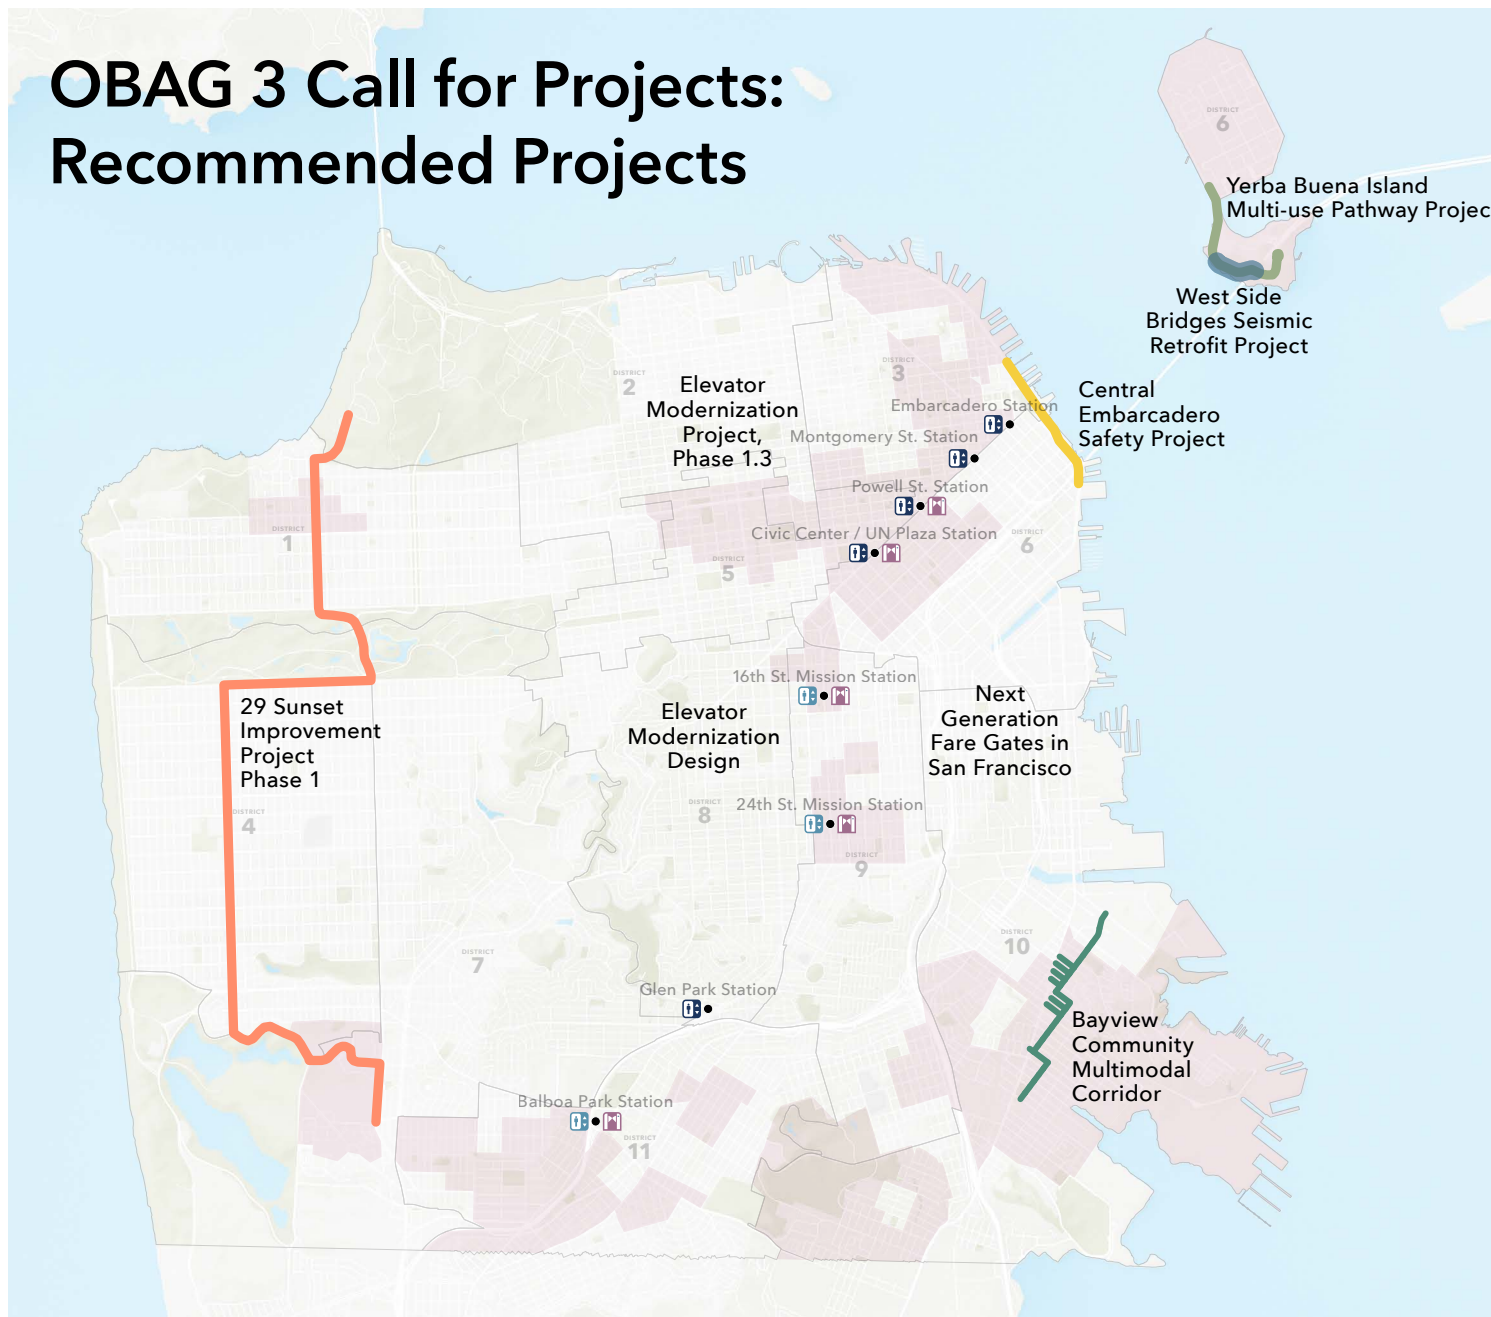 OBAG 3 Call for Projects:
Recommended Projects
DISTRICT
6
Yerba Buena Island
Multi-use Pathway Projec
West Side
Bridges Seismic
Retrofit Project
DISTRICT
2
DISTRICT
3
Elevator
Modernization
Project,
Phase 1.3
Central
Embarcadero
Safety Project
Embarcadero Station
Montgomery St. Station
Powell St. Station
Civic Center / UN Plaza Station
DISTRICT
1
DISTRICT
5
DISTRICT
6
16th St. Mission Station
29 Sunset
Improvement
Project
Phase 1
Elevator
Modernization
Design
Next
Generation
Fare Gates in
San Francisco
DISTRICT
4
DISTRICT
8
24th St. Mission Station
DISTRICT
9
DISTRICT
7
DISTRICT
10
Glen Park Station
Bayview
Community
Multimodal
Corridor
Balboa Park Station
DISTRICT
11